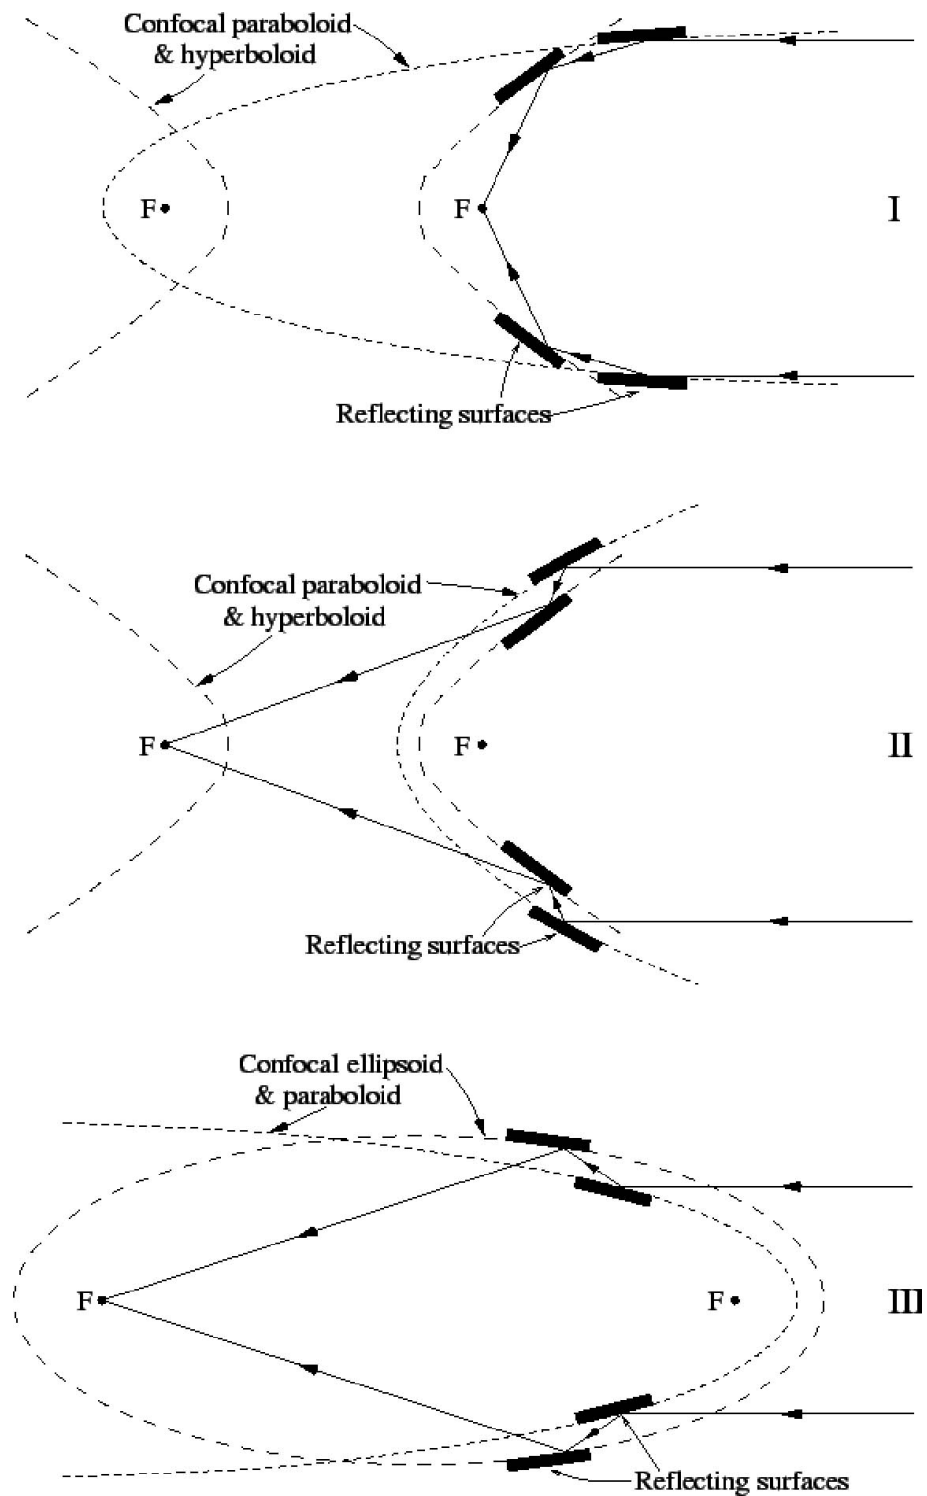 Confocal paraboloid
& hyperboloid
F
F
I
Reflecting surfaces
Confocal paraboloid
& hyperboloid
F
F
II
Reflecting surfaces
Confocal ellipsoid
& paraboloid
F
F
III
Reflecting surfaces